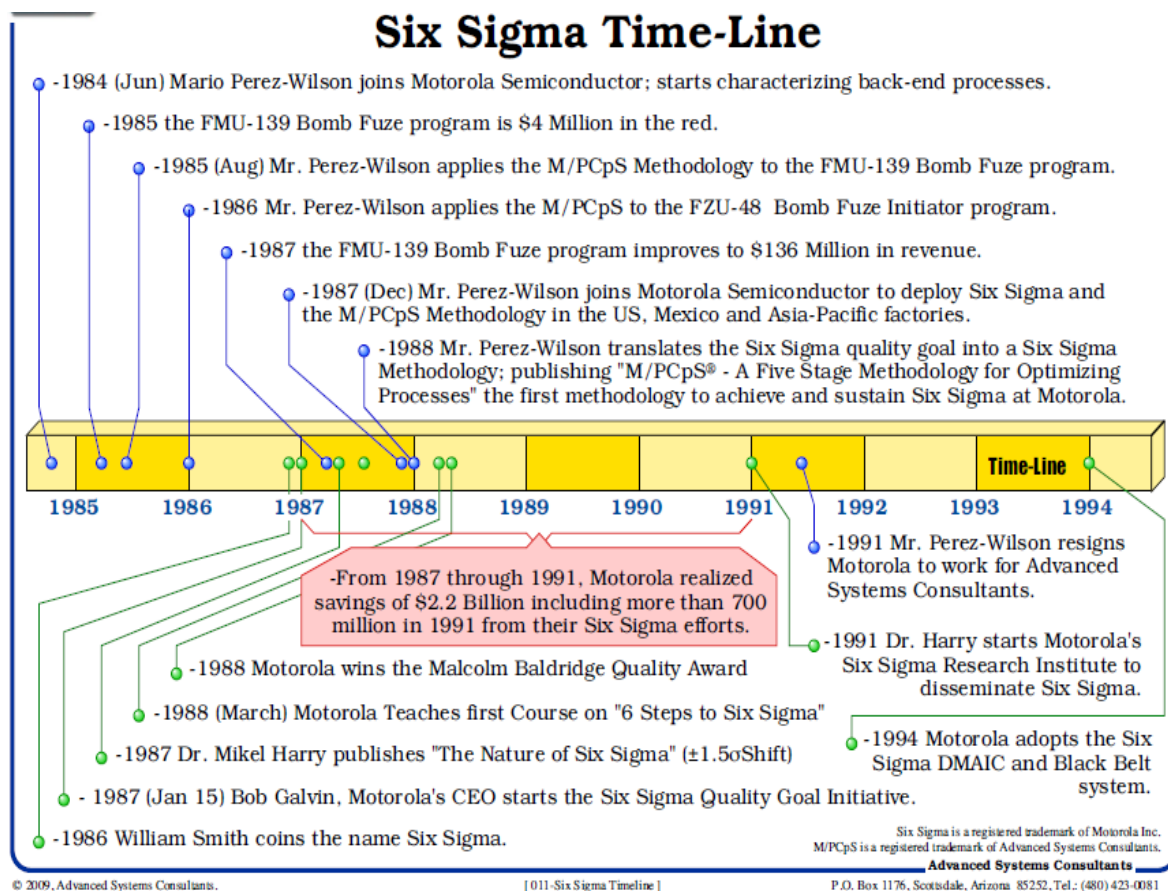 Six Sigma Time-Line
-1984 (Jun) Mario Perez-Wilson joins Motorola Semiconductor; starts characterizing back-end processes.
-1985 the FMU-139 Bomb Fuze program is $4 Million in the red.
-1985 (Aug) Mr. Perez-Wilson applies the M/PCpS Methodology to the FMU-139 Bomb Fuze program.
-1986 Mr. Perez-Wilson applies the M/PCpS to the FZU-48 Bomb Fuze Initiator program.
-1987 the FMU-139 Bomb Fuze program improves to $136 Million in revenue.
-1987 (Dec) Mr. Perez-Wilson joins Motorola Semiconductor to deploy Six Sigma and
the M/PCpS Methodology in the US, Mexico and Asia-Pacific factories.
-1988 Mr. Perez-Wilson translates the Six Sigma quality goal into a Six Sigma
Methodology; publishing "M/PCpS® - A Five Stage Methodology for Optimizing
Processes" the first methodology to achieve and sustain Six Sigma at Motorola.
Time-Line
1985 1986 1987 1988 1989 1990 1991 1992 1993 1994
-From 1987 through 1991, Motorola realized
savings of $2.2 Billion including more than 700
million in 1991 from their Six Sigma efforts.
-1991 Mr. Perez-Wilson resigns
Motorola to work for Advanced
Systems Consultants.
-1991 Dr. Harry starts Motorola's
Six Sigma Research Institute to
disseminate Six Sigma.
-1994 Motorola adopts the Six
Sigma DMAIC and Black Belt
system.
-1988 Motorola wins the Malcolm Baldridge Quality Award
-1988 (March) Motorola Teaches first Course on "6 Steps to Six Sigma"
-1987 Dr. Mikel Harry publishes "The Nature of Six Sigma" (±1.5σShift)
- 1987 (Jan 15) Bob Galvin, Motorola's CEO starts the Six Sigma Quality Goal Initiative.
-1986 William Smith coins the name Six Sigma.
Six Sigma is a registered trademark of Motorola Inc.
M/PCpS is a registered trademark of Advanced Systems Consultants.
Advanced Systems Consultants
© 2009, Advanced Systems Consultants.
[ 011-Six Sigma Timeline ]
P.O. Box 1176, Scottsdale, Arizona 85252, Tel.: (480) 423-0081